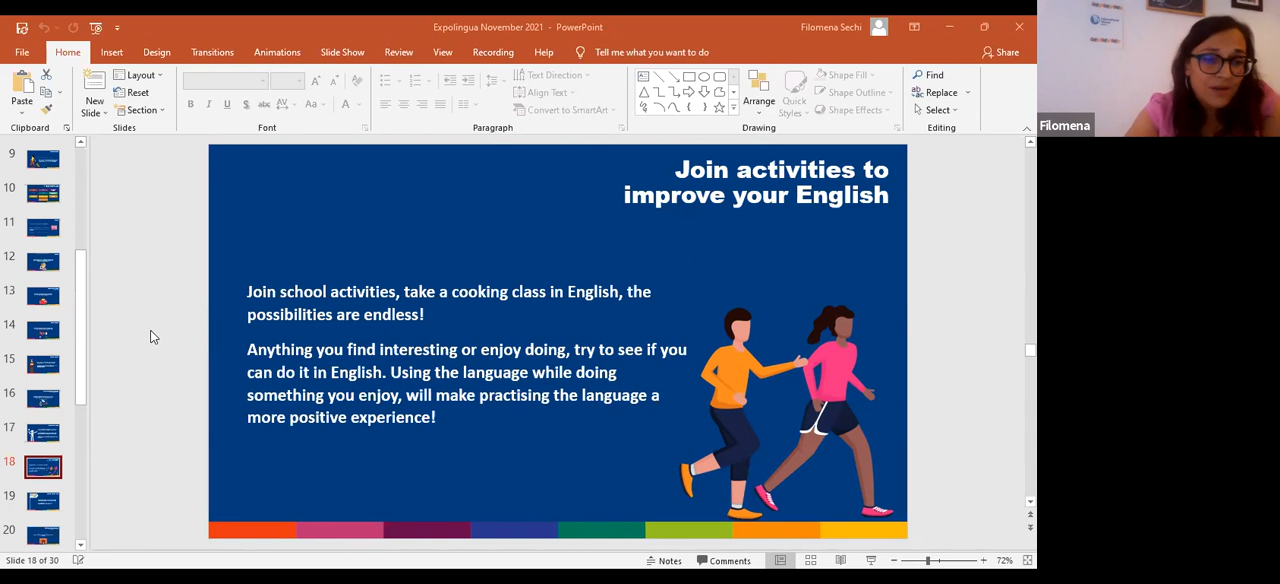 Expolingua November 2021 - PowerPoint
Filomena Sechi
File
Home
Insert
Design
Transitions
Animations
Slide Show
Review
View
Recording
Help
Tell me what you want to do
Share
Paste
Clipboard
New
Slide
Layout
Reset
Section
Slides
B I U S abc AV Aa A
Font
Text Direction
Align Text
Convert to SmartArt
Paragraph
Arrange
Quick
Styles
Shape Fill
Shape Outline
Shape Effects
Drawing
Find
Replace
Select
Editing
Filomena
9
10
11
12
13
14
15
16
17
18
19
20
Join activities to
improve your English
Join school activities, take a cooking class in English, the
possibilities are endless!
Anything you find interesting or enjoy doing, try to see if you
can do it in English. Using the language while doing
something you enjoy, will make practising the language a
more positive experience!
Slide 18 of 30
Notes
Comments
72%